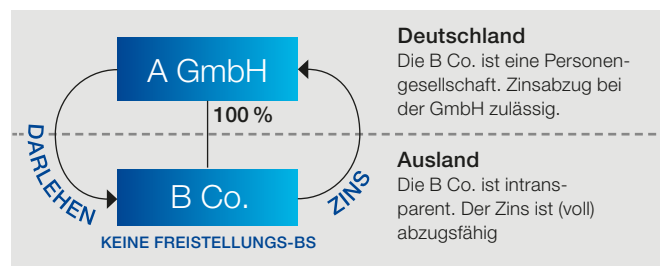 A GmbH
100 %
B Co.
DARLEHEN
ZINS
KEINE FREISTELLUNGS-BS
Deutschland
Die B Co. ist eine Personen-
gesellschaft. Zinsabzug bei
der GmbH zulässig.
Ausland
Die B Co. ist intrans-
parent. Der Zins ist (voll)
abzugsfähig